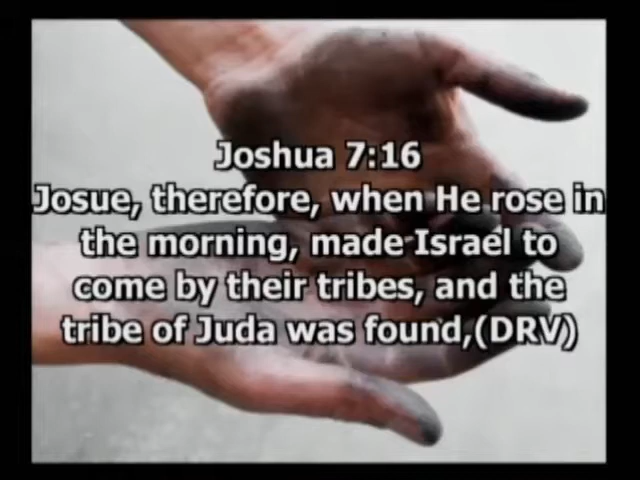 Joshua 7:16
Josue, therefore, when He rose in
the morning, made Israel to
come by their tribes, and the
tribe of Juda was found,(DRV)